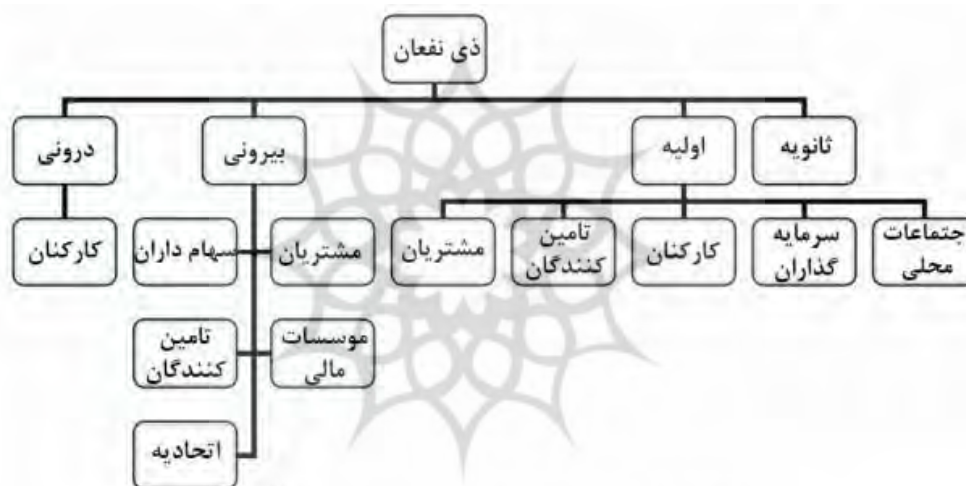 ذی نفعان
ثانویه
اولیه
بیرونی
درونی
جتماعات
محلی
سرمایه
گذاران
کارکنان
تامین
کنندگان
مشتریان
مشتریان
سهام داران
کارکنان
موسسات
مالی
تامین
کنندگان
اتحادیه